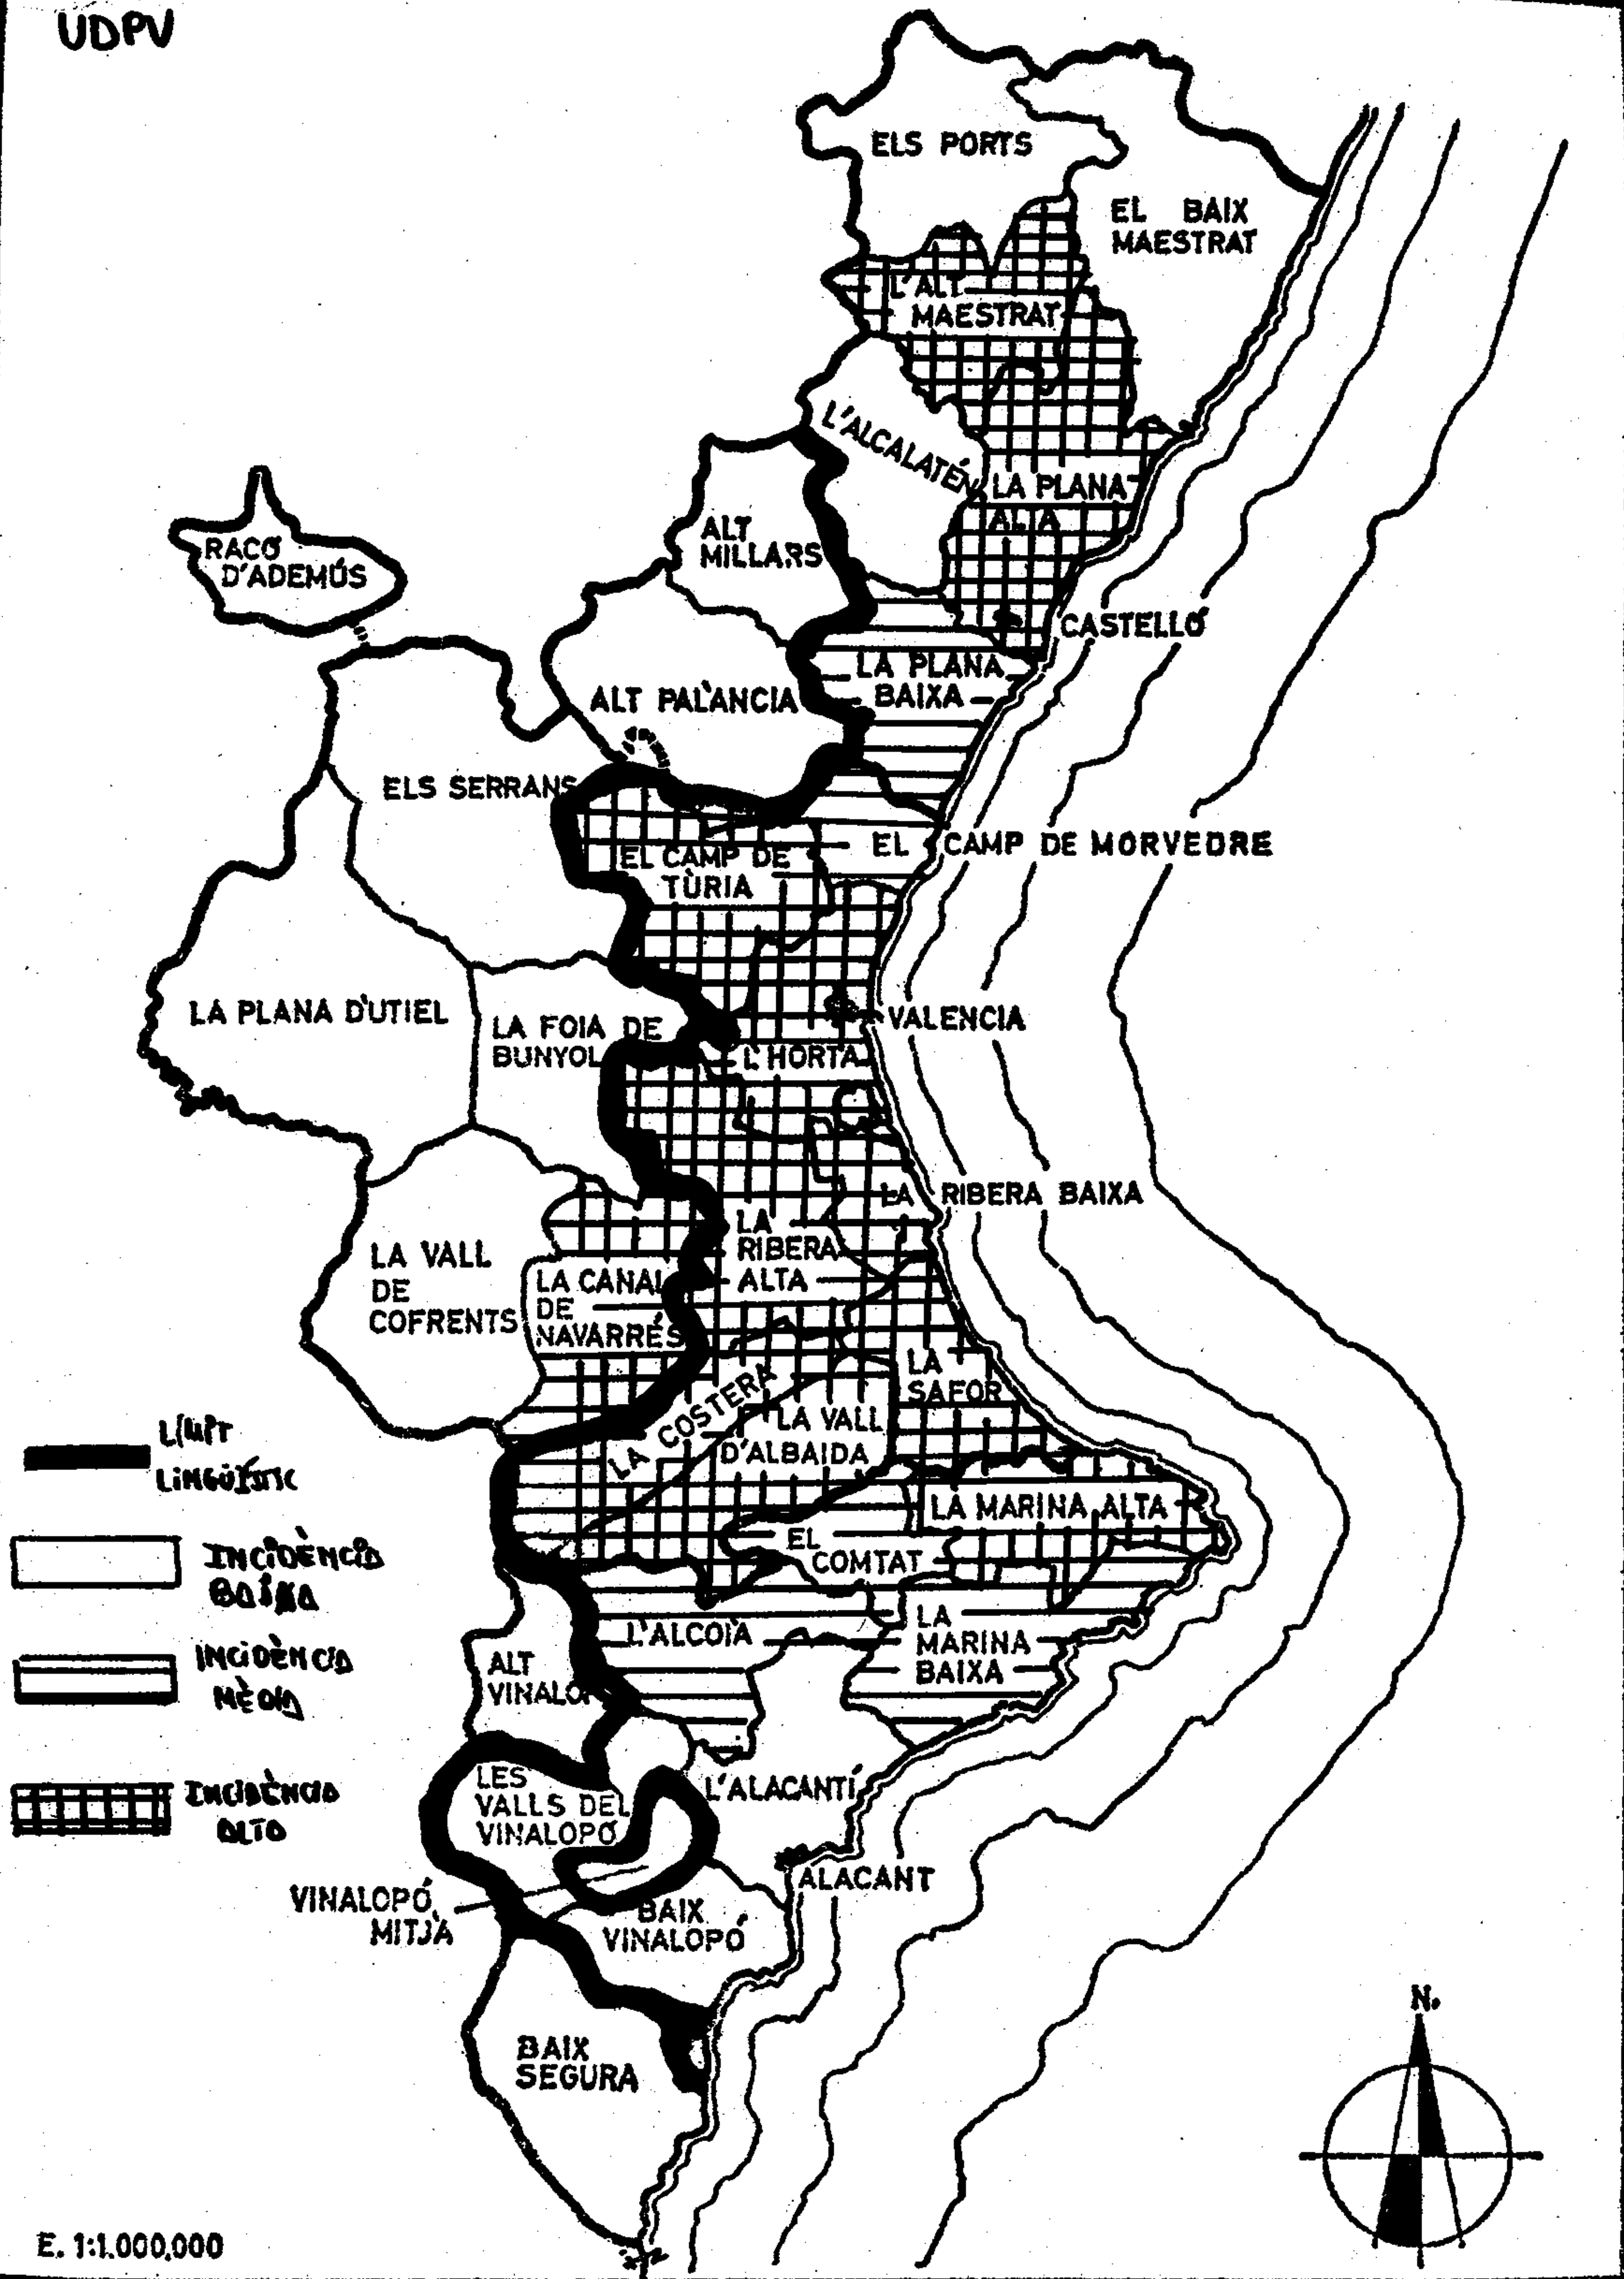 UDPV
ELS PORTS
EL BAIX
MAESTRAT
L'ALT
MAESTRAT
L'ALCALATÉN
LA PLANA
ALTA
ALT
MILLARS
RACÓ
D'ADEMÚS
CASTELLÓ
LA PLANA
BAIXA
ALT PALÀNCIA
ELS SERRANS
EL CAMP DE MORVEDRE
EL CAMP DE
TÙRIA
LA PLANA D'UTIEL
LA FOIA DE
BUNYOL
VALENCIA
L'HORTA
LA RIBERA BAIXA
LA
RIBERA
ALTA
LA VALL
DE
COFRENTS
LA CANAL
DE
NAVARRÉS
LA
SAFOR
LA COSTERA
LA VALL
D'ALBAIDA
LÍMIT
LINGÜÍSTIC
LA MARINA ALTA
EL
COMTAT
INCIDÈNCIA
BAIXA
L'ALCOIÀ
LA
MARINA
BAIXA
INCIDÈNCIA
MÈDIA
ALT
VINALO
LES
VALLS DEL
VINALOPÓ
L'ALACANTÍ
INCIDÈNCIA
ALTA
ALACANT
VINALOPÓ
MITJÀ
BAIX
VINALOPÓ
BAIX
SEGURA
N.
E. 1:1.000.000